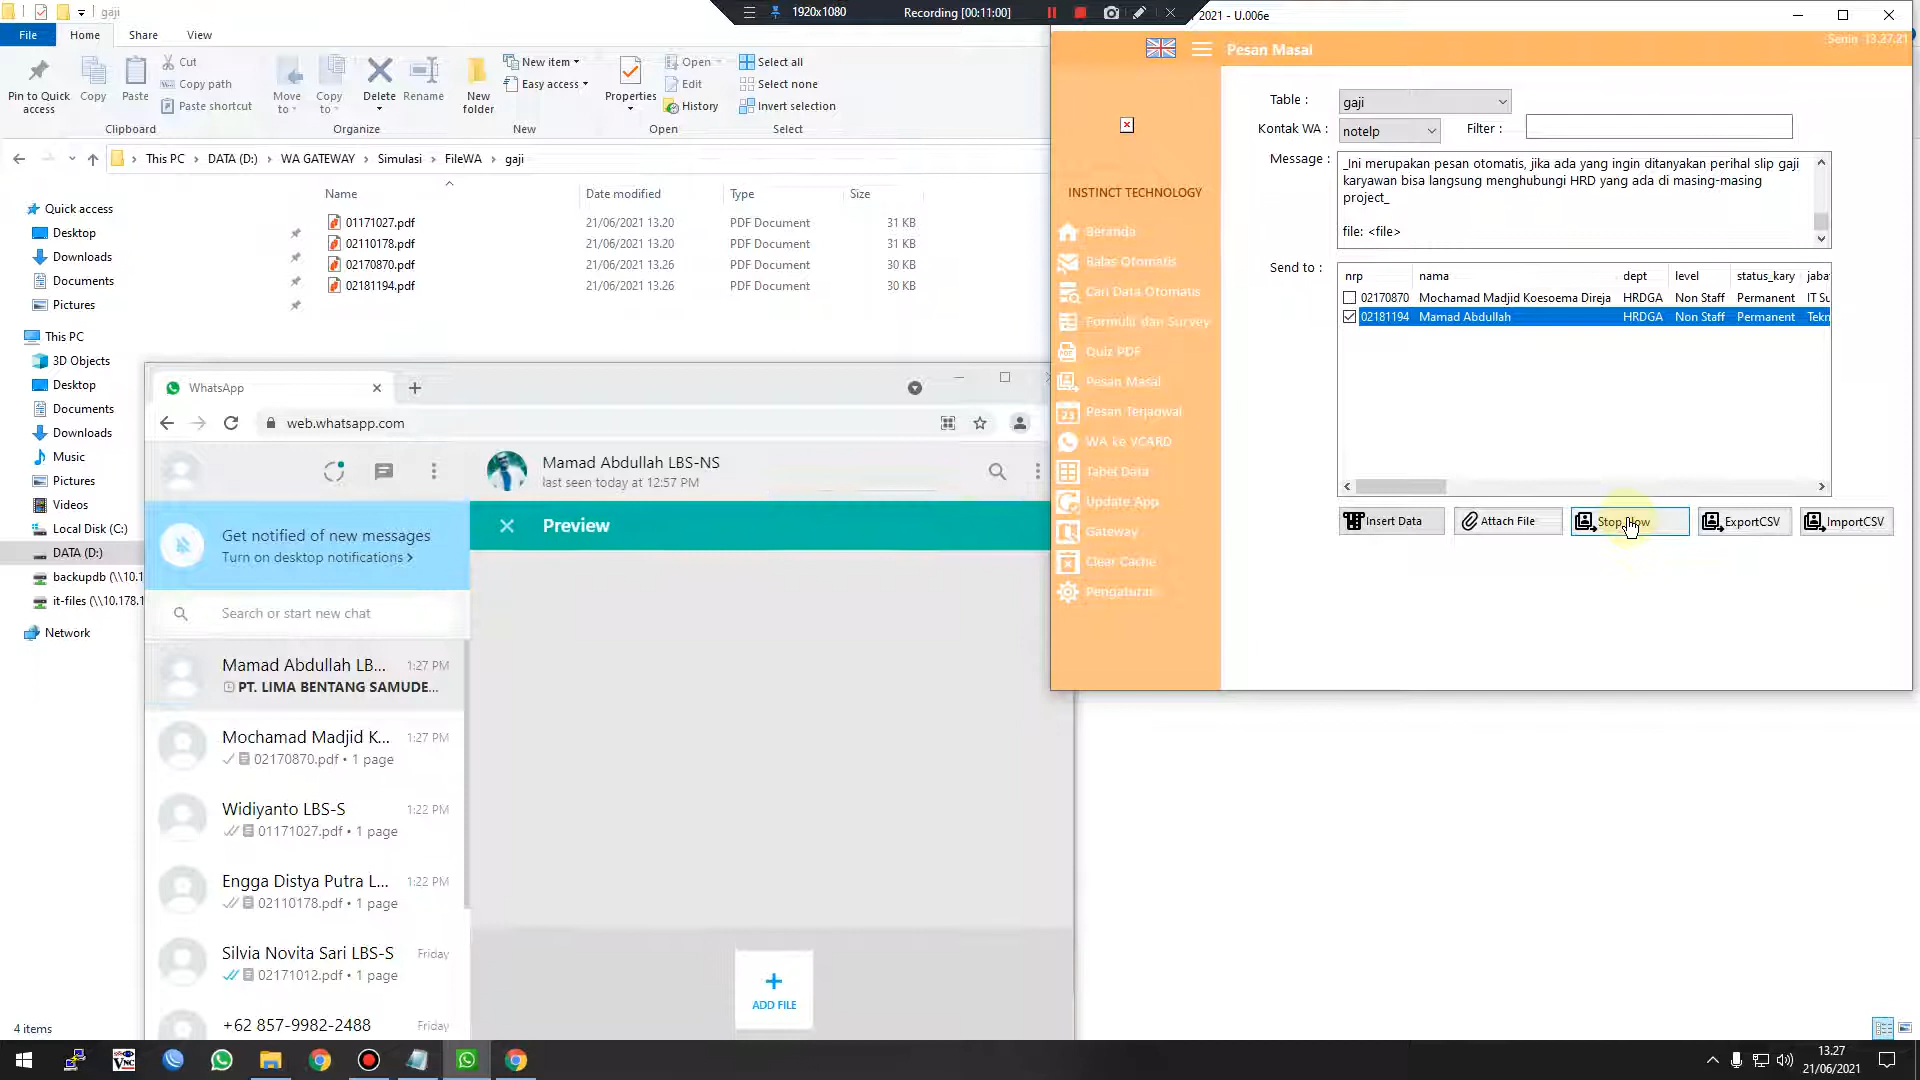 gaji
File
Home
Share
View
Pin to Quick access
Copy
Paste
Cut
Copy path
Paste shortcut
Clipboard
Move to
Copy to
Delete
Rename
Organize
New folder
New item
Easy access
New
Properties
Open
Edit
History
Open
Select all
Select none
Invert selection
Select
This PC
DATA (D:)
WA GATEWAY
Simulasi
FileWA
gaji
Name
Date modified
Type
Size
01171027.pdf 21/06/2021 13.20 PDF Document 31 KB
02110178.pdf 21/06/2021 13.20 PDF Document 31 KB
02170870.pdf 21/06/2021 13.26 PDF Document 30 KB
02181194.pdf 21/06/2021 13.26 PDF Document 30 KB
Quick access
Desktop
Downloads
Documents
Pictures
This PC
3D Objects
Desktop
Documents
Downloads
Music
Pictures
Videos
Local Disk (C:)
DATA (D:)
backupdb (\\10.1
it-files (\\10.178.1
Network
4 items
1920x1080
Recording [00:11:00]
WhatsApp
web.whatsapp.com
Mamad Abdullah LBS-NS
last seen today at 12:57 PM
Get notified of new messages
Turn on desktop notifications
Preview
Search or start new chat
Mamad Abdullah LB... 1:27 PM
PT. LIMA BENTANG SAMUDE...
Mochamad Madjid K... 1:27 PM
02170870.pdf • 1 page
Widiyanto LBS-S 1:22 PM
01171027.pdf • 1 page
Engga Distya Putra L... 1:22 PM
02110178.pdf • 1 page
Silvia Novita Sari LBS-S Friday
02171012.pdf • 1 page
+62 857-9982-2488 Friday
ADD FILE
2021 - U.006e
Pesan Masal
Senin 13.27.21
INSTINCT TECHNOLOGY
Beranda
Balas Otomatis
Cari Data Otomatis
Formulir dan Survey
Quiz PDF
Pesan Masal
Pesan Terjadwal
WA ke VCARD
Tabel Data
Update App
Gateway
Clear Cache
Pengaturan
Table :
gaji
Kontak WA :
notelp
Filter :
Message :
_Ini merupakan pesan otomatis, jika ada yang ingin ditanyakan perihal slip gaji
karyawan bisa langsung menghubungi HRD yang ada di masing-masing
project_
file: <file>
Send to :
nrp nama dept level status_kary jaba
02170870 Mochamad Madjid Koesoema Direja HRDGA Non Staff Permanent IT Su
02181194 Mamad Abdullah HRDGA Non Staff Permanent Tekn
Insert Data
Attach File
Stop Now
ExportCSV
ImportCSV
13.27
21/06/2021